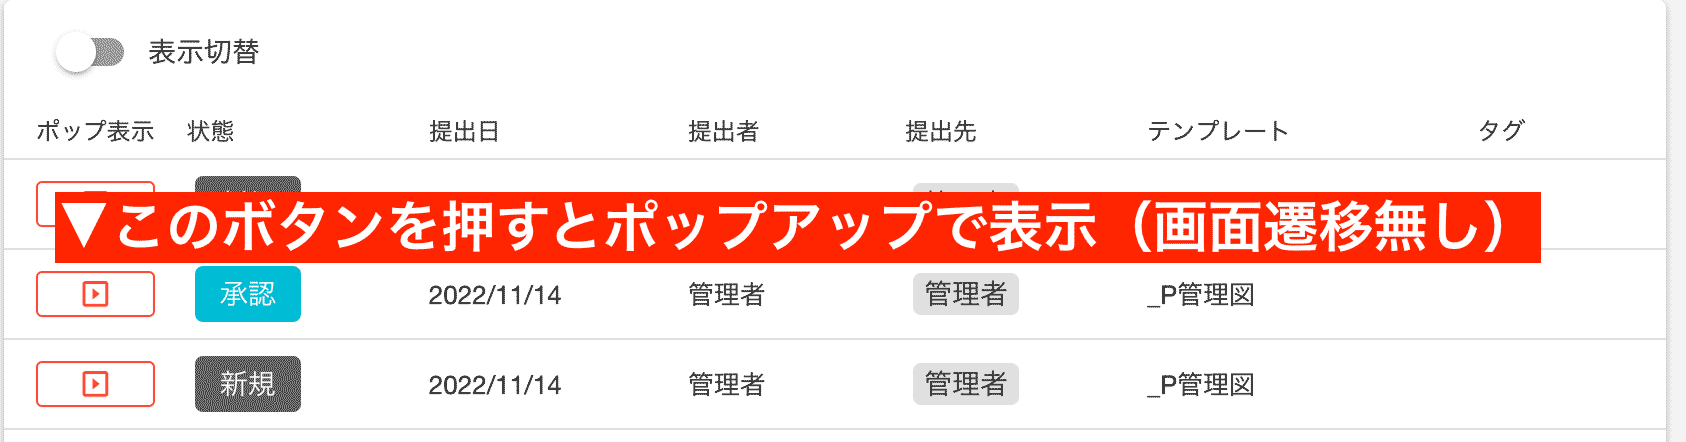 表示切替
ポップ表示 状態 提出日 提出者 提出先 テンプレート タグ
▼このボタンを押すとポップアップで表示（画面遷移無し）
承認 2022/11/14 管理者 管理者 _P管理図
新規 2022/11/14 管理者 管理者 _P管理図